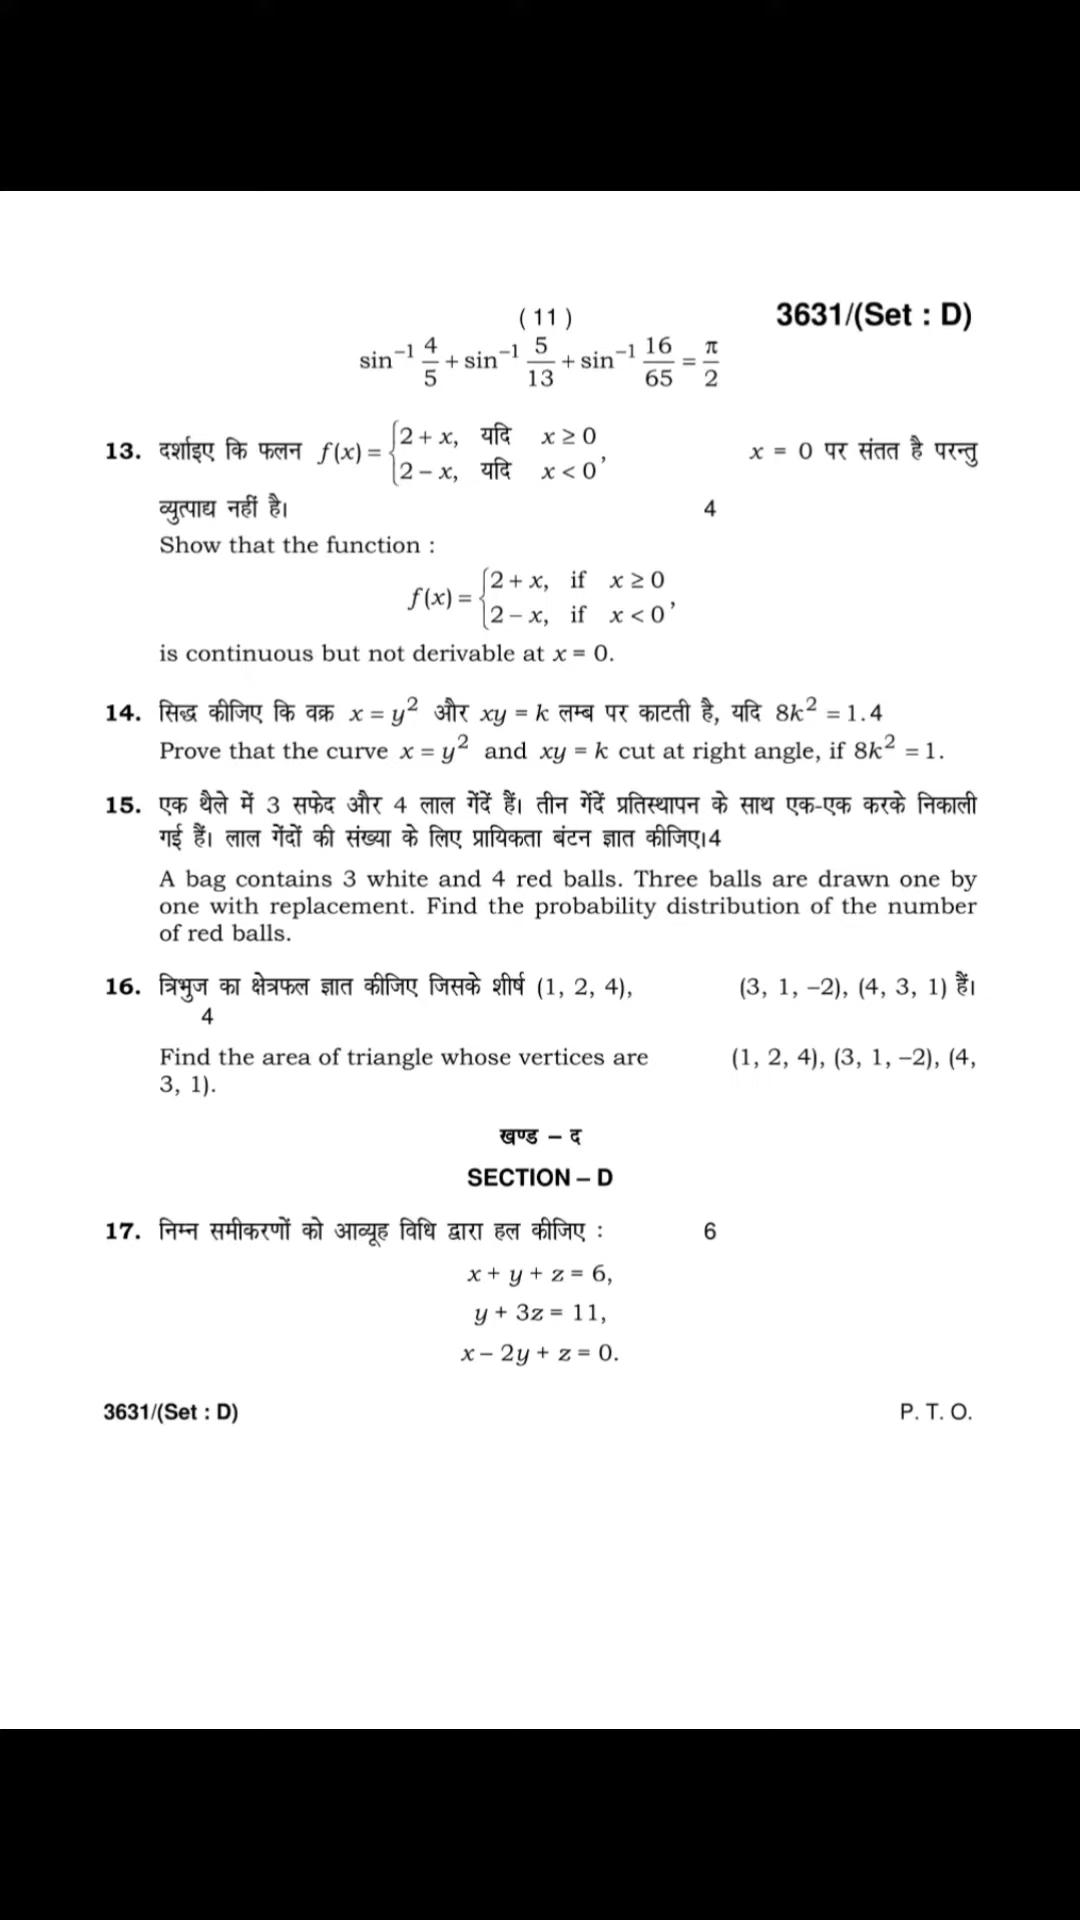 ( 11 ) 3631/(Set : D)
sin⁻¹ 4/5 + sin⁻¹ 5/13 + sin⁻¹ 16/65 = π/2
13. दर्शाइए कि फलन f(x) = { 2 + x, यदि x ≥ 0
2 – x, यदि x < 0 , x = 0 पर संतत है परन्तु
व्युत्पाद्य नहीं है। 4
Show that the function :
f(x) = { 2 + x, if x ≥ 0
2 – x, if x < 0 ,
is continuous but not derivable at x = 0.
14. सिद्ध कीजिए कि वक्र x = y² और xy = k लम्ब पर काटती है, यदि 8k² = 1. 4
Prove that the curve x = y² and xy = k cut at right angle, if 8k² = 1.
15. एक थैले में 3 सफेद और 4 लाल गेंदें हैं। तीन गेंदें प्रतिस्थापन के साथ एक-एक करके निकाली
गई हैं। लाल गेंदों की संख्या के लिए प्रायिकता बंटन ज्ञात कीजिए।4
A bag contains 3 white and 4 red balls. Three balls are drawn one by
one with replacement. Find the probability distribution of the number
of red balls.
16. त्रिभुज का क्षेत्रफल ज्ञात कीजिए जिसके शीर्ष (1, 2, 4), (3, 1, –2), (4, 3, 1) हैं।
4
Find the area of triangle whose vertices are (1, 2, 4), (3, 1, –2), (4,
3, 1).
खण्ड – द
SECTION – D
17. निम्न समीकरणों को आव्यूह विधि द्वारा हल कीजिए : 6
x + y + z = 6,
y + 3z = 11,
x – 2y + z = 0.
3631/(Set : D) P. T. O.